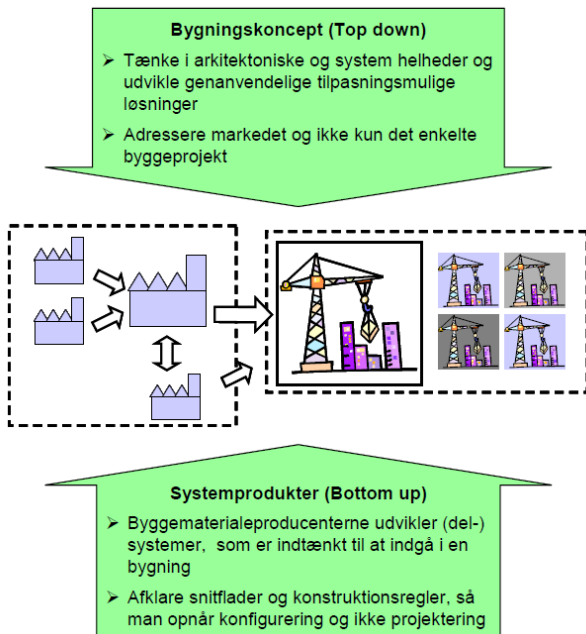 Bygningskoncept (Top down)
➢ Tænke i arkitektoniske og system helheder og
udvikle genanvendelige tilpasningsmulige
løsninger
➢ Adressere markedet og ikke kun det enkelte
byggeprojekt
Systemprodukter (Bottom up)
➢ Byggematerialeproducenterne udvikler (del-)
systemer, som er indtænkt til at indgå i en
bygning
➢ Afklare snitflader og konstruktionsregler, så
man opnår konfigurering og ikke projektering